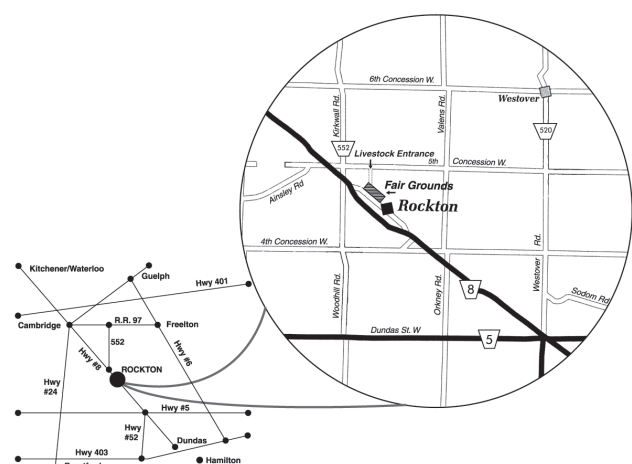 6th Concession W.
Westover
Kirkwall Rd.
Valens Rd.
552
520
Livestock Entrance
5th Concession W.
Ainsley Rd
Fair Grounds
Rockton
4th Concession W.
Woodhill Rd.
Orkney Rd.
Westover Rd.
8
Sodom Rd
Dundas St. W
5
Kitchener/Waterloo
Guelph
Hwy 401
Cambridge
R.R. 97
Freelton
552
Hwy #8
Hwy #6
ROCKTON
Hwy
#24
Hwy #5
Hwy
#52
Dundas
Hwy 403
Hamilton